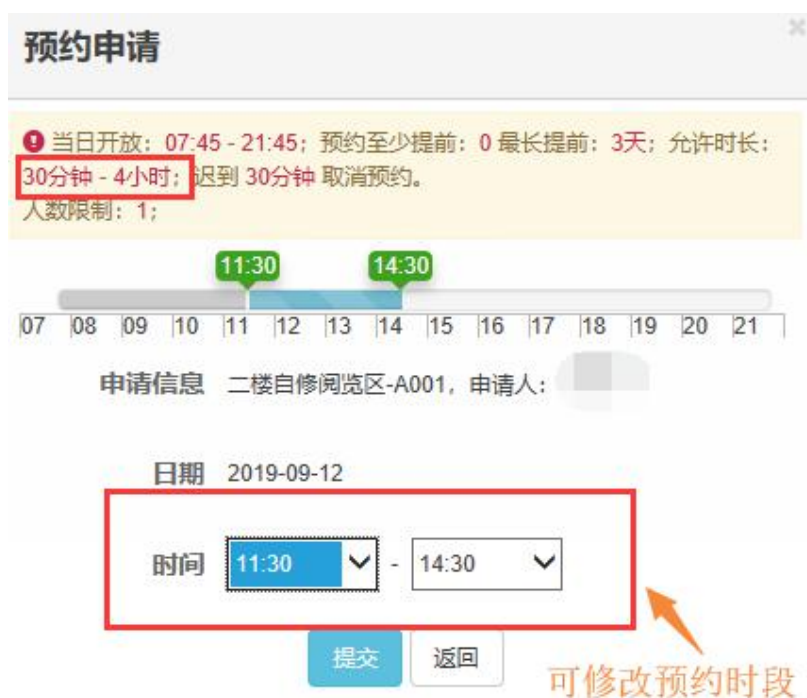 预约申请
×
当日开放：07:45 - 21:45；预约至少提前：0 最长提前：3天；允许时长：
30分钟 - 4小时；迟到 30分钟 取消预约。
人数限制：1；
11:30 14:30
07 08 09 10 11 12 13 14 15 16 17 18 19 20 21
申请信息 二楼自修阅览区-A001，申请人：
日期 2019-09-12
时间 11:30 - 14:30
提交 返回
可修改预约时段